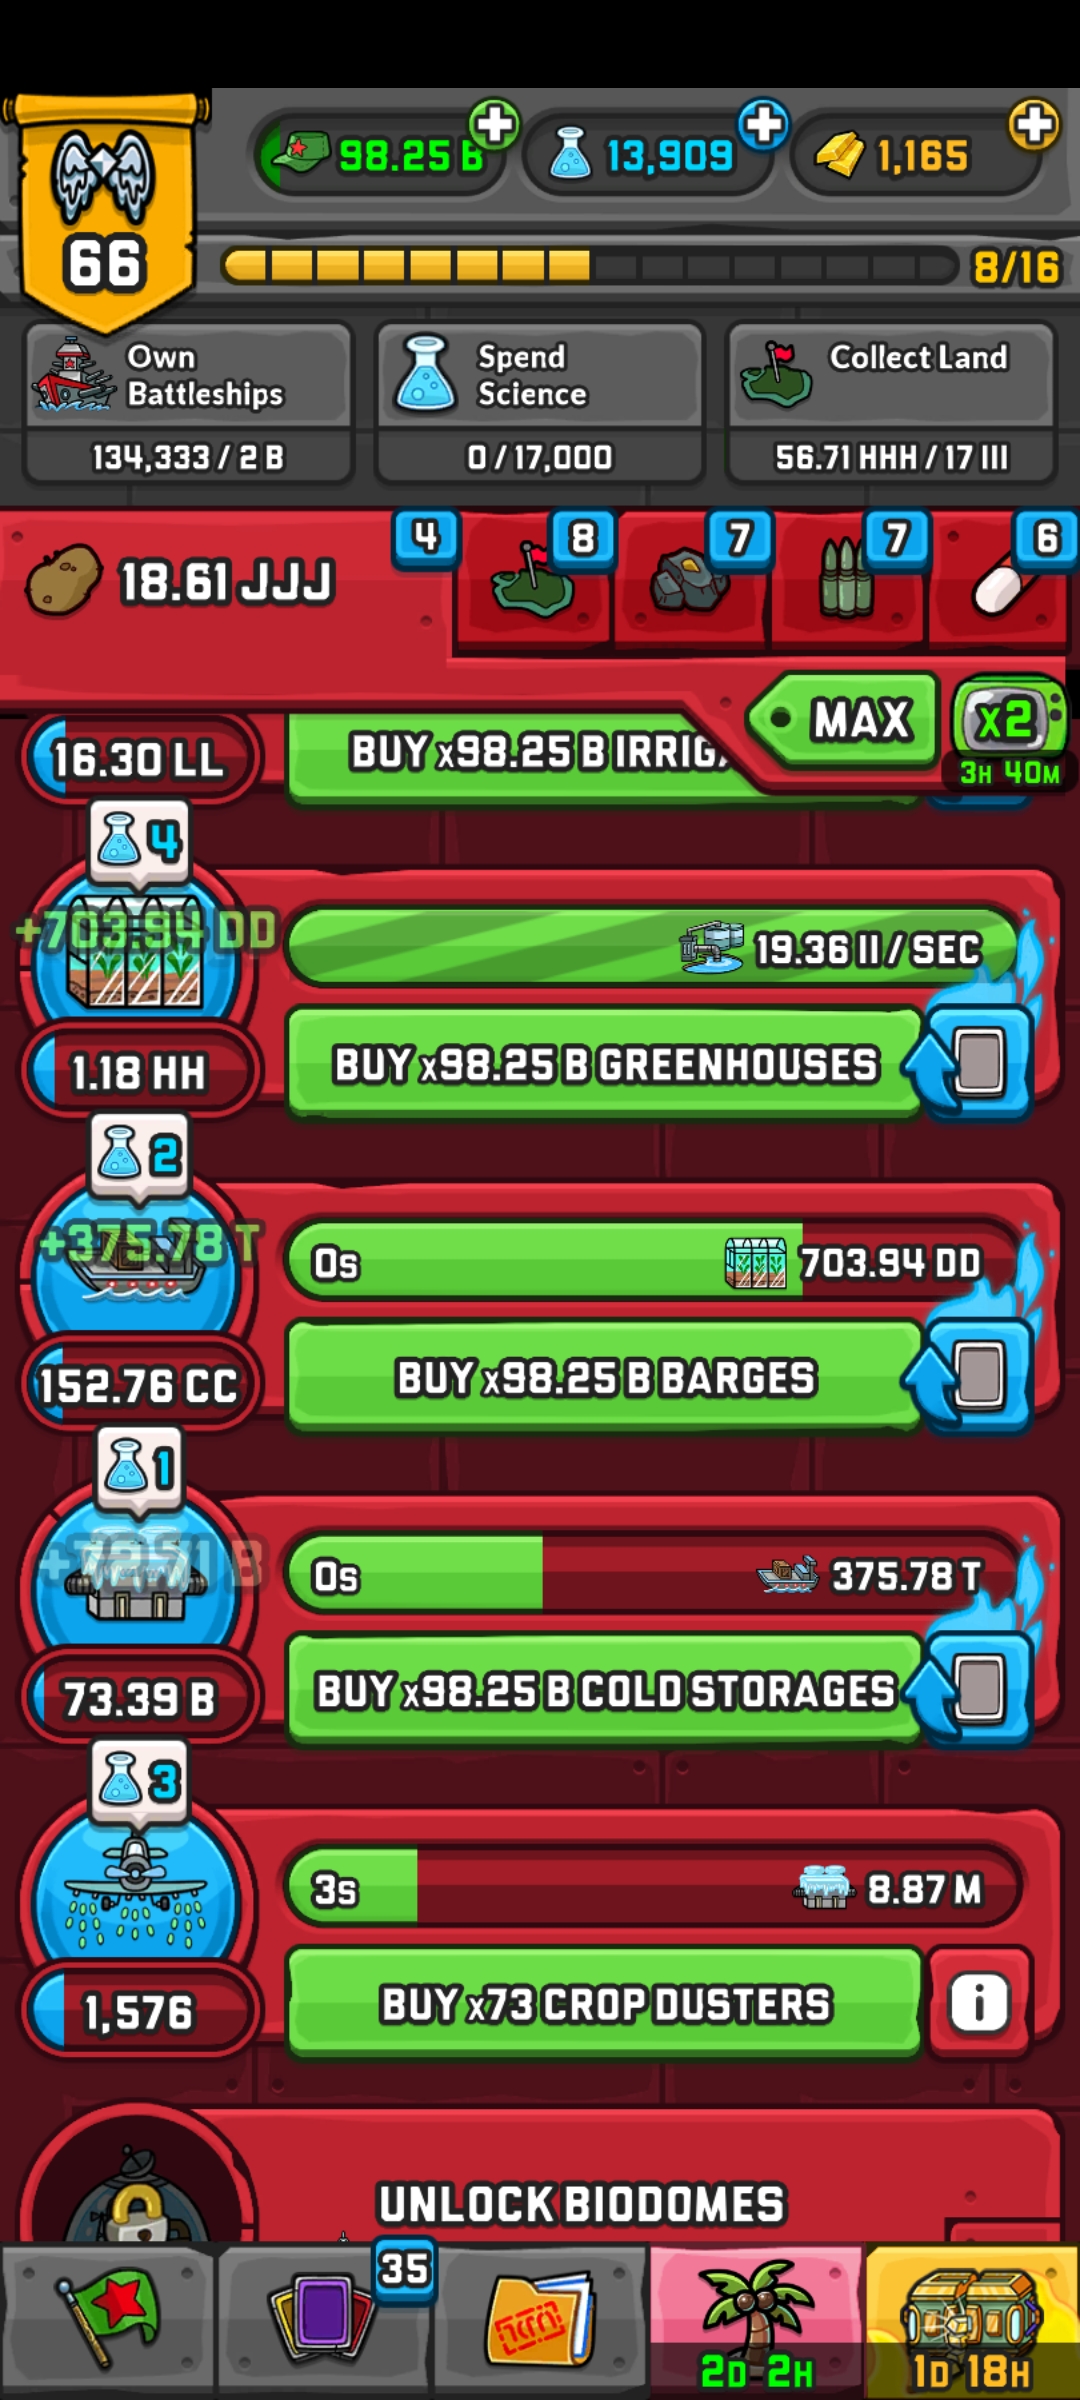 98.25 B
13,909
1,165
66
8/16
Own Battleships
Spend Science
Collect Land
134,333 / 2 B
0 / 17,000
56.71 HHH / 17 III
18.61 JJJ
4
8
7
7
6
MAX
x2
3H 40M
16.30 LL
BUY x98.25 B IRRIGA
4
+703.94 DD
19.36 II / SEC
1.18 HH
BUY x98.25 B GREENHOUSES
2
+375.78 T
0s
703.94 DD
152.76 CC
BUY x98.25 B BARGES
1
0s
375.78 T
73.39 B
BUY x98.25 B COLD STORAGES
3
3s
8.87 M
1,576
BUY x73 CROP DUSTERS
i
UNLOCK BIODOMES
35
2D 2H
1D 18H